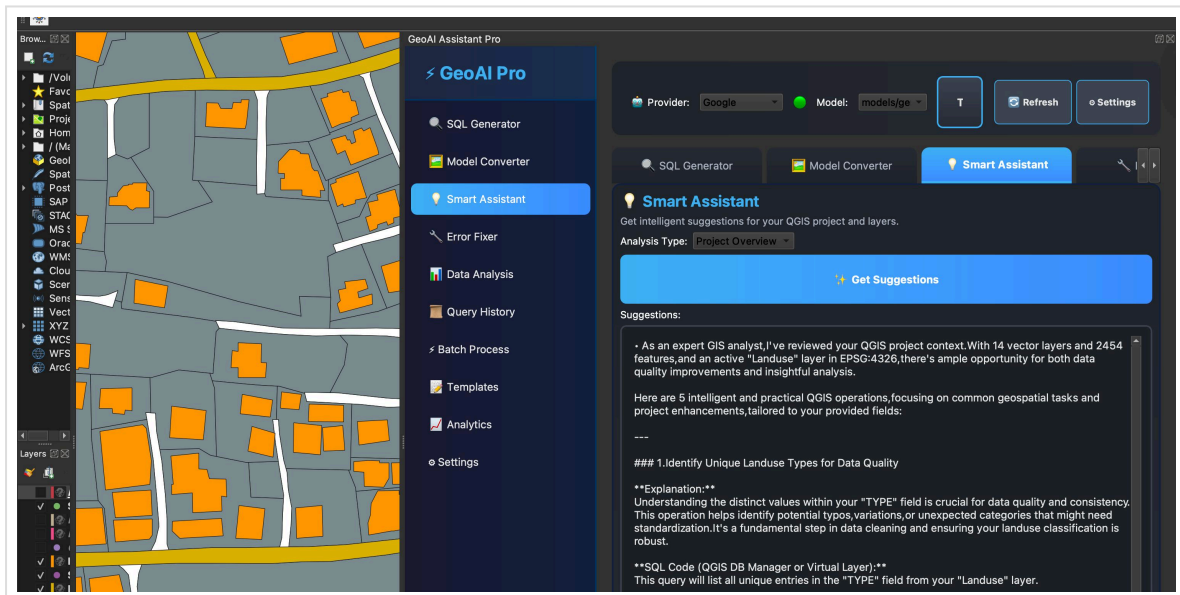 Brow...
GeoAI Assistant Pro
Favo
Spat
Proje
Hom
Spat
Post
SAP
STAC
MS S
Orac
WMS
Clou
Scer
Sens
Vect
XYZ
WCS
WFS
ArcG
Layers
⚡ GeoAI Pro
SQL Generator
Model Converter
Smart Assistant
Error Fixer
Data Analysis
Query History
Batch Process
Templates
Analytics
Settings
Provider: Google Model: models/ge T Refresh Settings
SQL Generator Model Converter Smart Assistant
Smart Assistant
Get intelligent suggestions for your QGIS project and layers.
Analysis Type: Project Overview
Get Suggestions
Suggestions:
• As an expert GIS analyst,I've reviewed your QGIS project context.With 14 vector layers and 2454
features,and an active "Landuse" layer in EPSG:4326,there's ample opportunity for both data
quality improvements and insightful analysis.
Here are 5 intelligent and practical QGIS operations,focusing on common geospatial tasks and
project enhancements,tailored to your provided fields:
---
### 1.Identify Unique Landuse Types for Data Quality
**Explanation:**
Understanding the distinct values within your "TYPE" field is crucial for data quality and consistency.
This operation helps identify potential typos,variations,or unexpected categories that might need
standardization.It's a fundamental step in data cleaning and ensuring your landuse classification is
robust.
**SQL Code (QGIS DB Manager or Virtual Layer):**
This query will list all unique entries in the "TYPE" field from your "Landuse" layer.